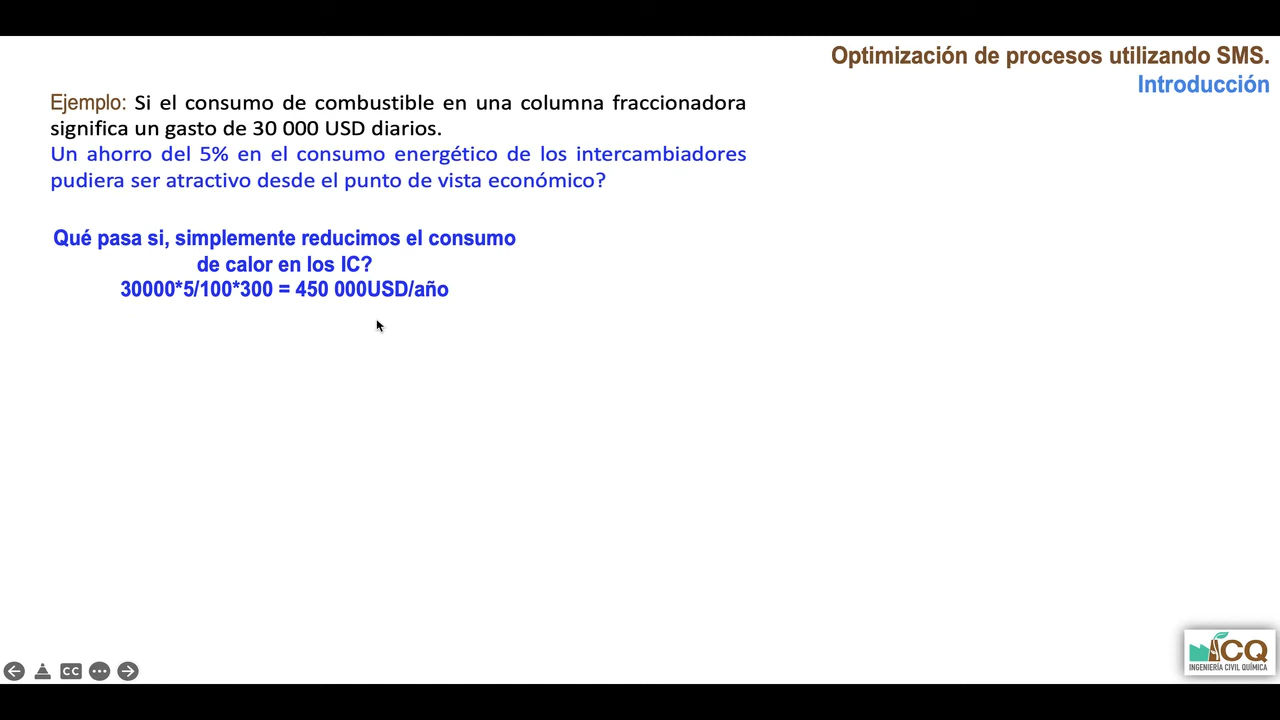 Optimización de procesos utilizando SMS.
Introducción
Ejemplo: Si el consumo de combustible en una columna fraccionadora
significa un gasto de 30 000 USD diarios.
Un ahorro del 5% en el consumo energético de los intercambiadores
pudiera ser atractivo desde el punto de vista económico?
Qué pasa si, simplemente reducimos el consumo
de calor en los IC?
30000*5/100*300 = 450 000USD/año
CC
ICQ
INGENIERÍA CIVIL QUÍMICA